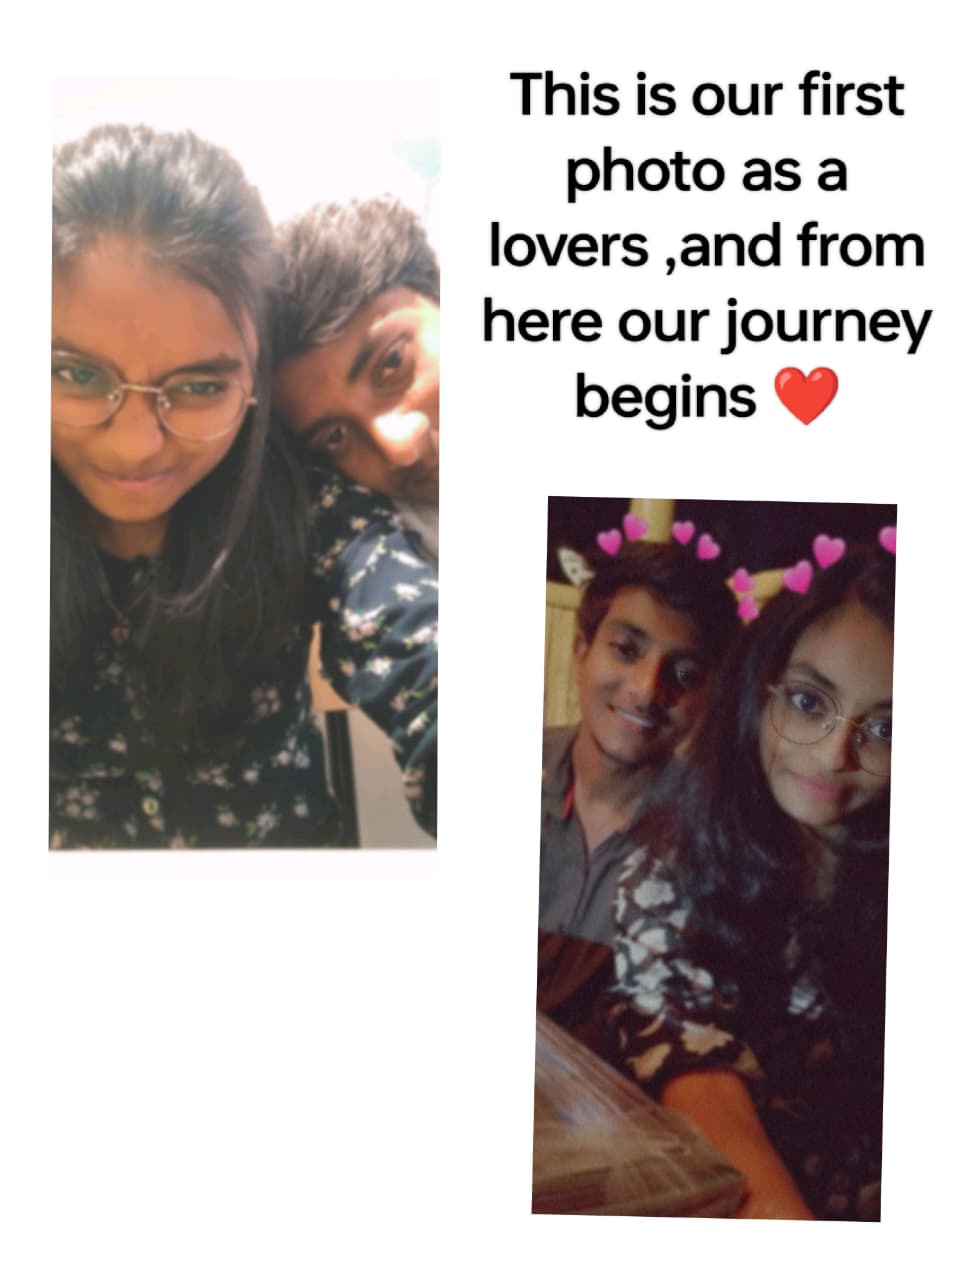 This is our first
photo as a
lovers ,and from
here our journey
begins ❤️